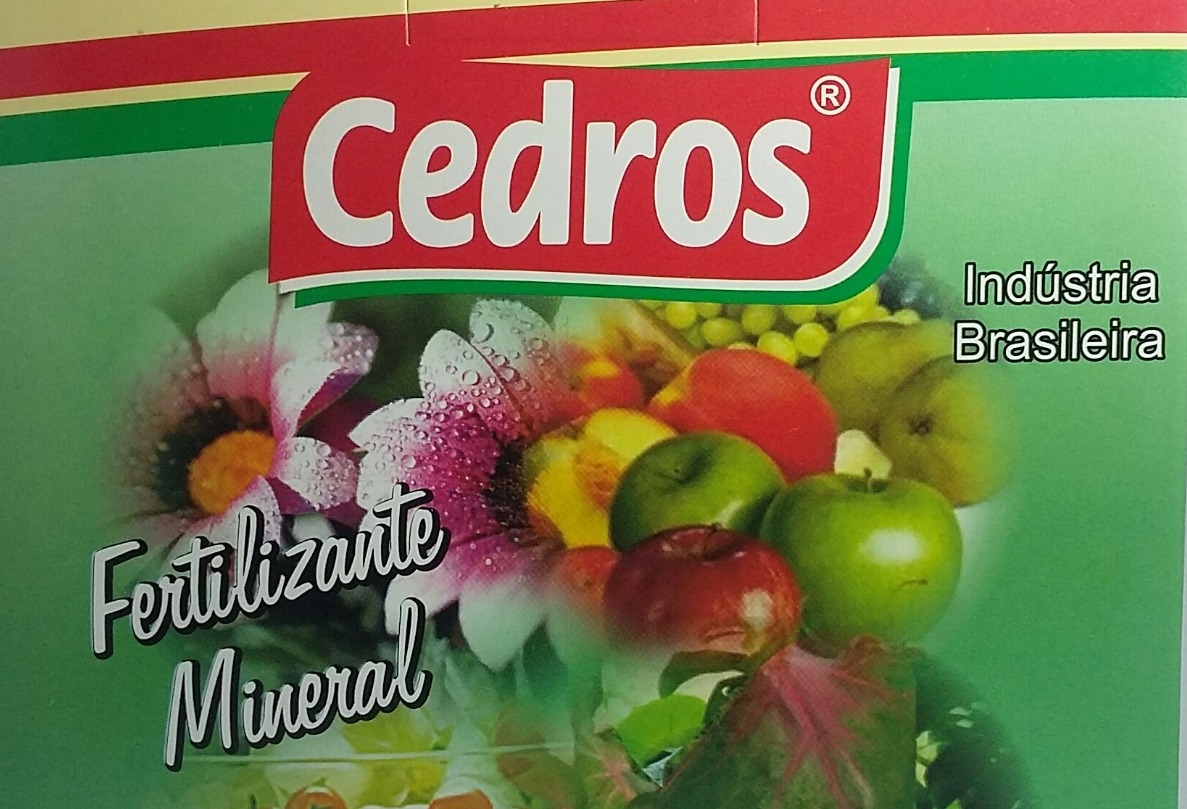 Cedros®
Indústria
Brasileira
Fertilizante
Mineral